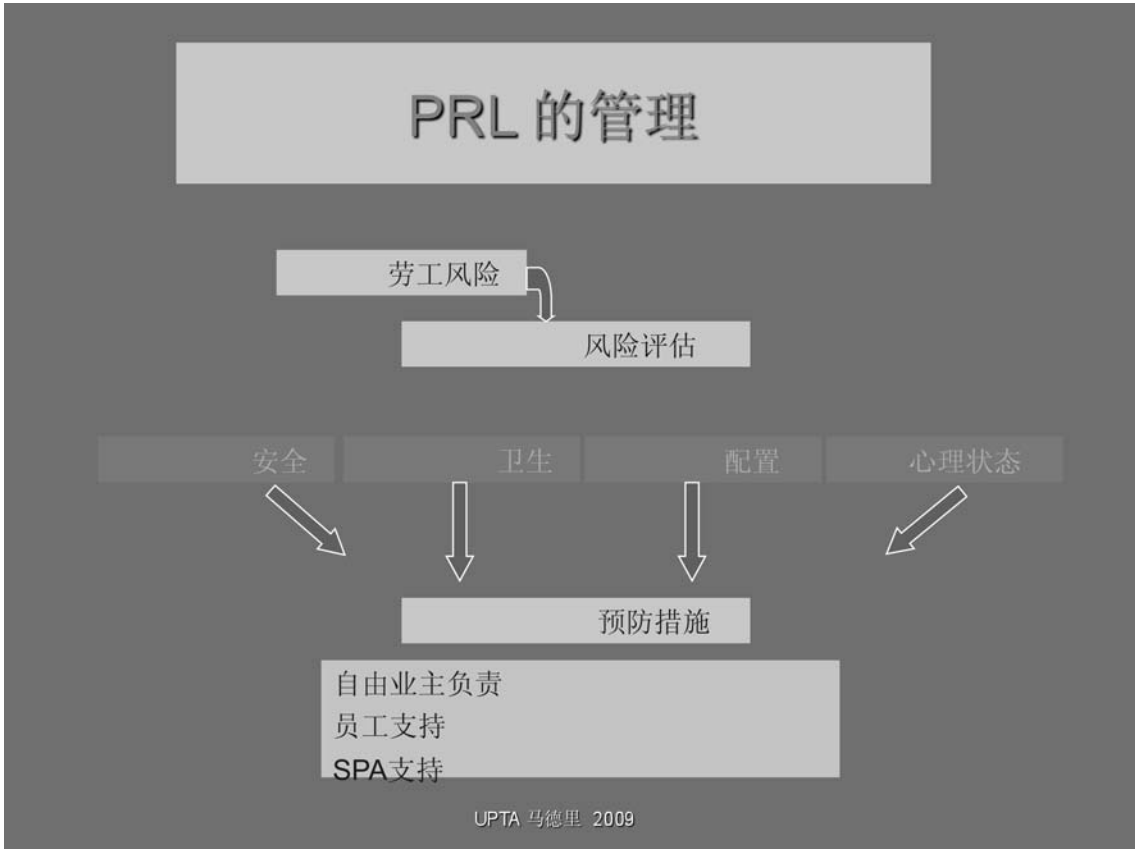 PRL 的管理
劳工风险
风险评估
安全
卫生
配置
心理状态
预防措施
自由业主负责
员工支持
SPA支持
UPTA 马德里 2009